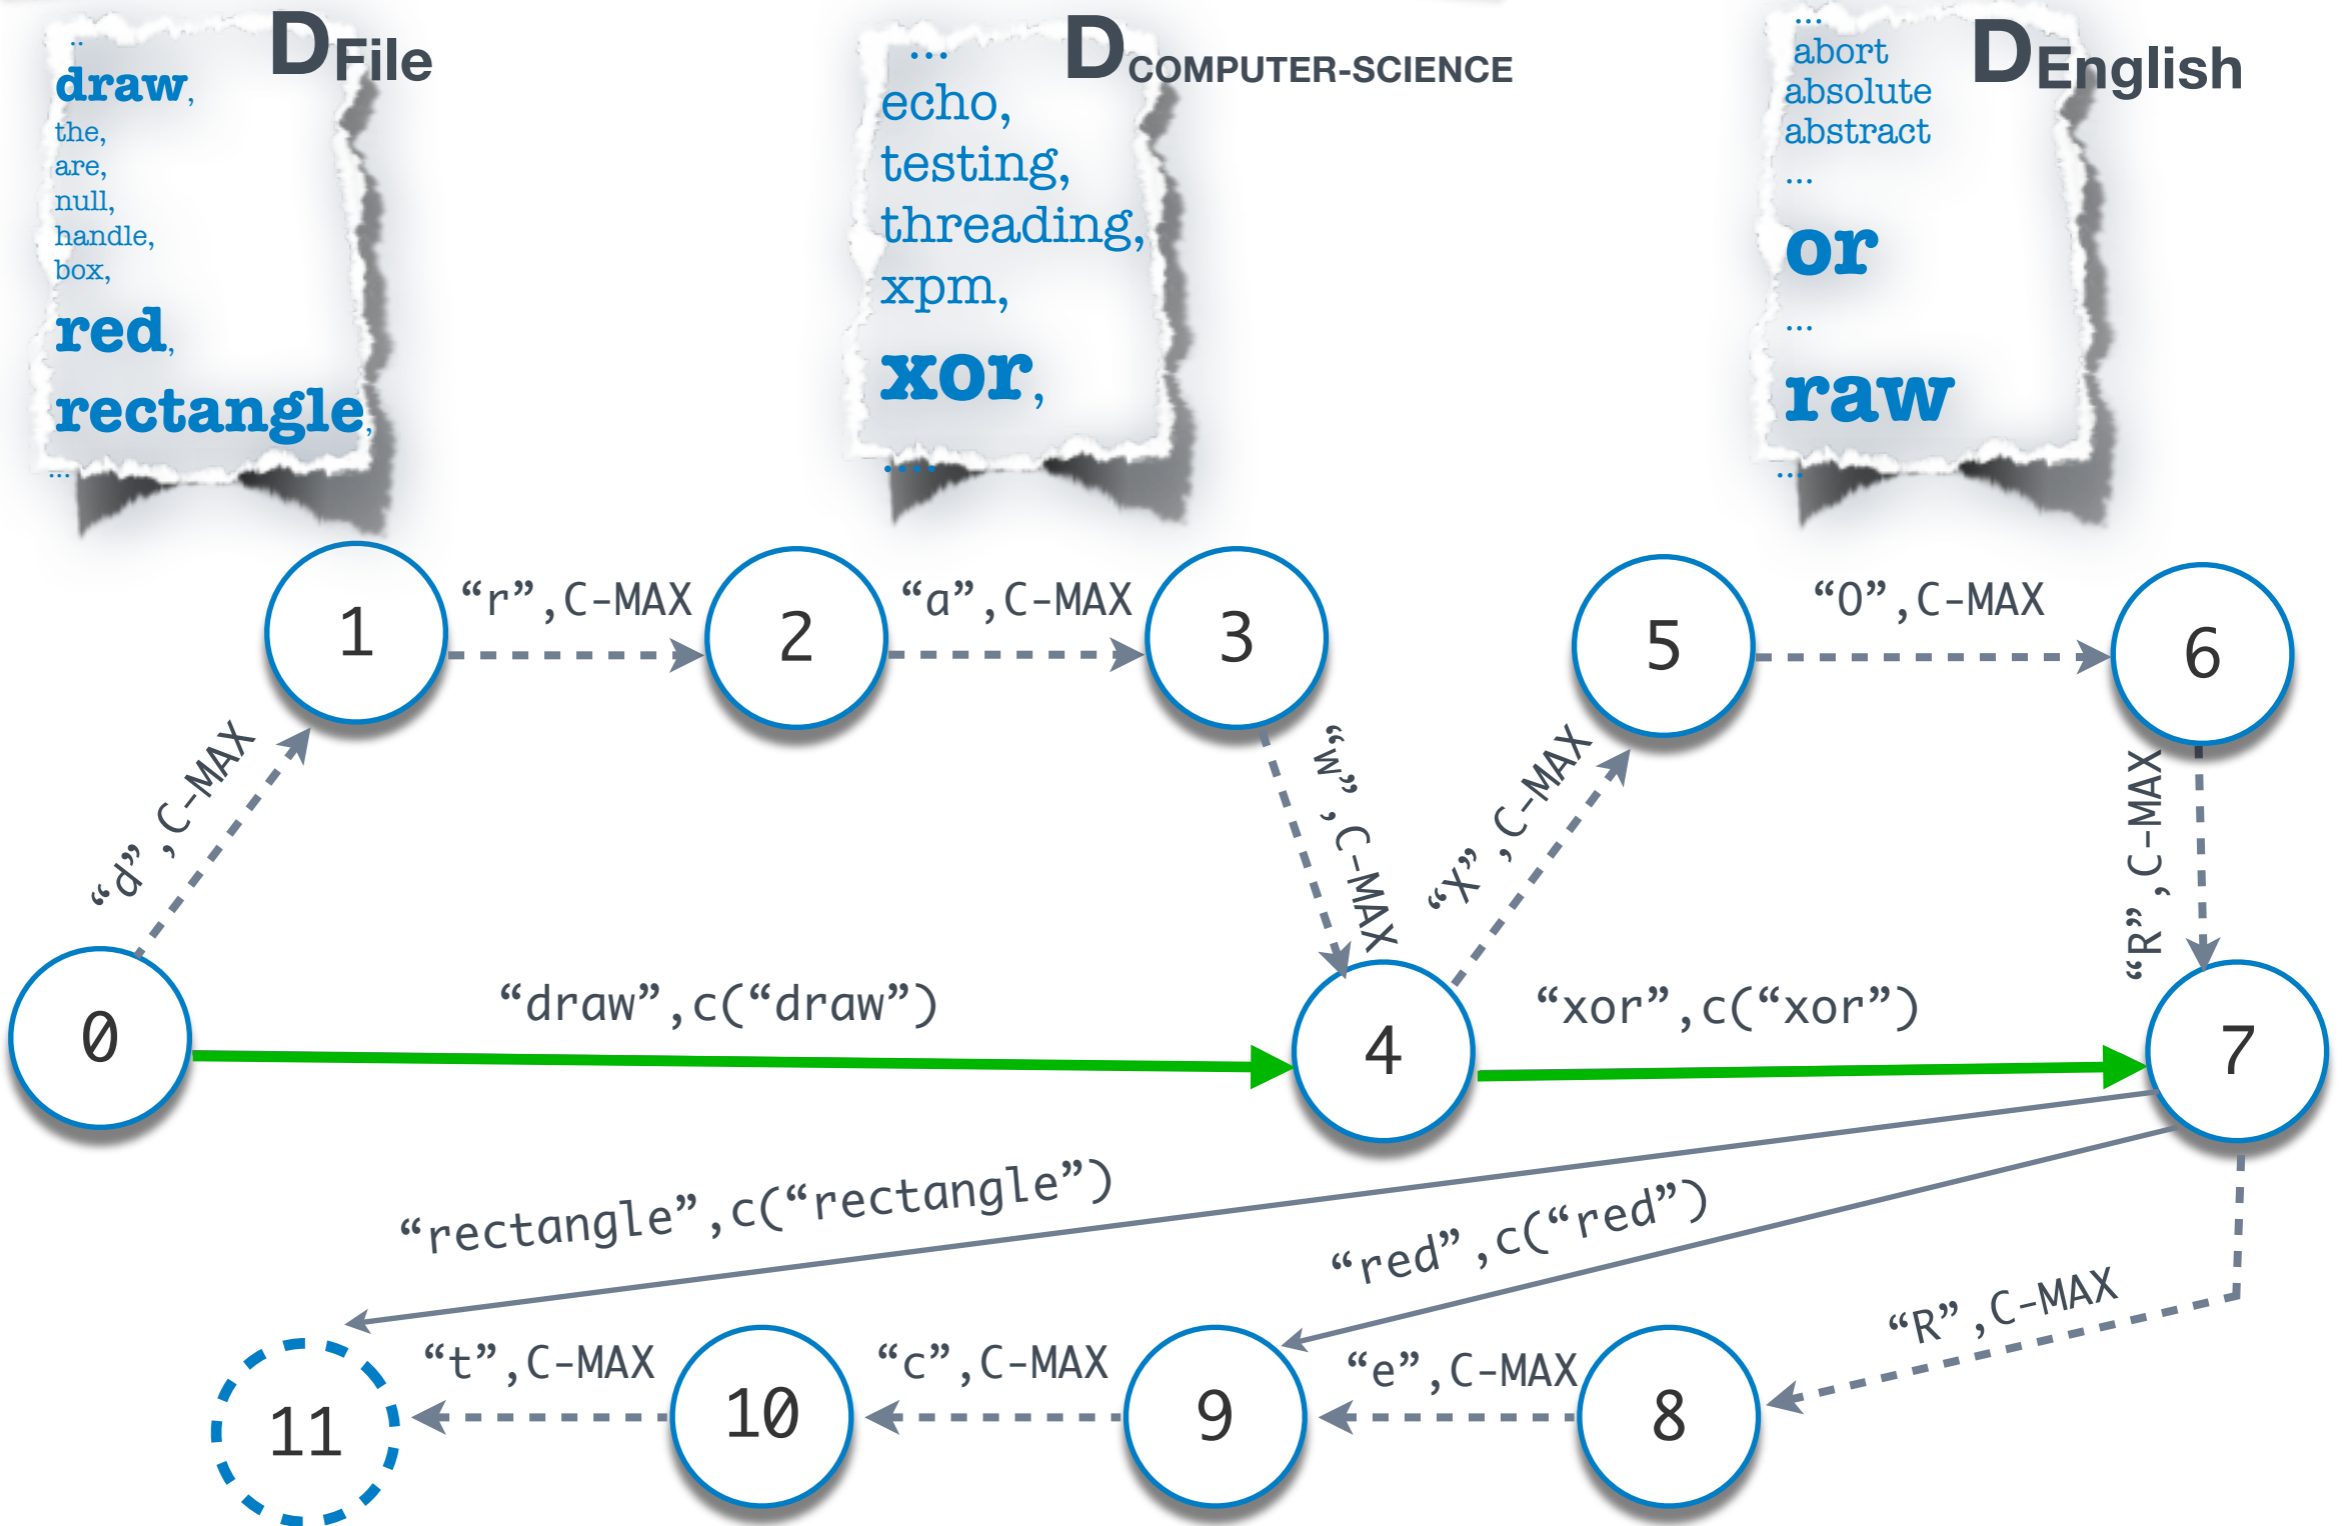 DFile
..
draw,
the,
are,
null,
handle,
box,
red,
rectangle,
...
DCOMPUTER-SCIENCE
...
echo,
testing,
threading,
xpm,
xor,
....
DEnglish
...
abort
absolute
abstract
...
or
...
raw
...
1
“r”,C-MAX
2
“a”,C-MAX
3
5
“O”,C-MAX
6
“d”,C-MAX
“w”,C-MAX
“X”,C-MAX
“R”,C-MAX
0
“draw”,c(“draw”)
4
“xor”,c(“xor”)
7
“rectangle”,c(“rectangle”)
“red”,c(“red”)
“R”,C-MAX
11
“t”,C-MAX
10
“c”,C-MAX
9
“e”,C-MAX
8